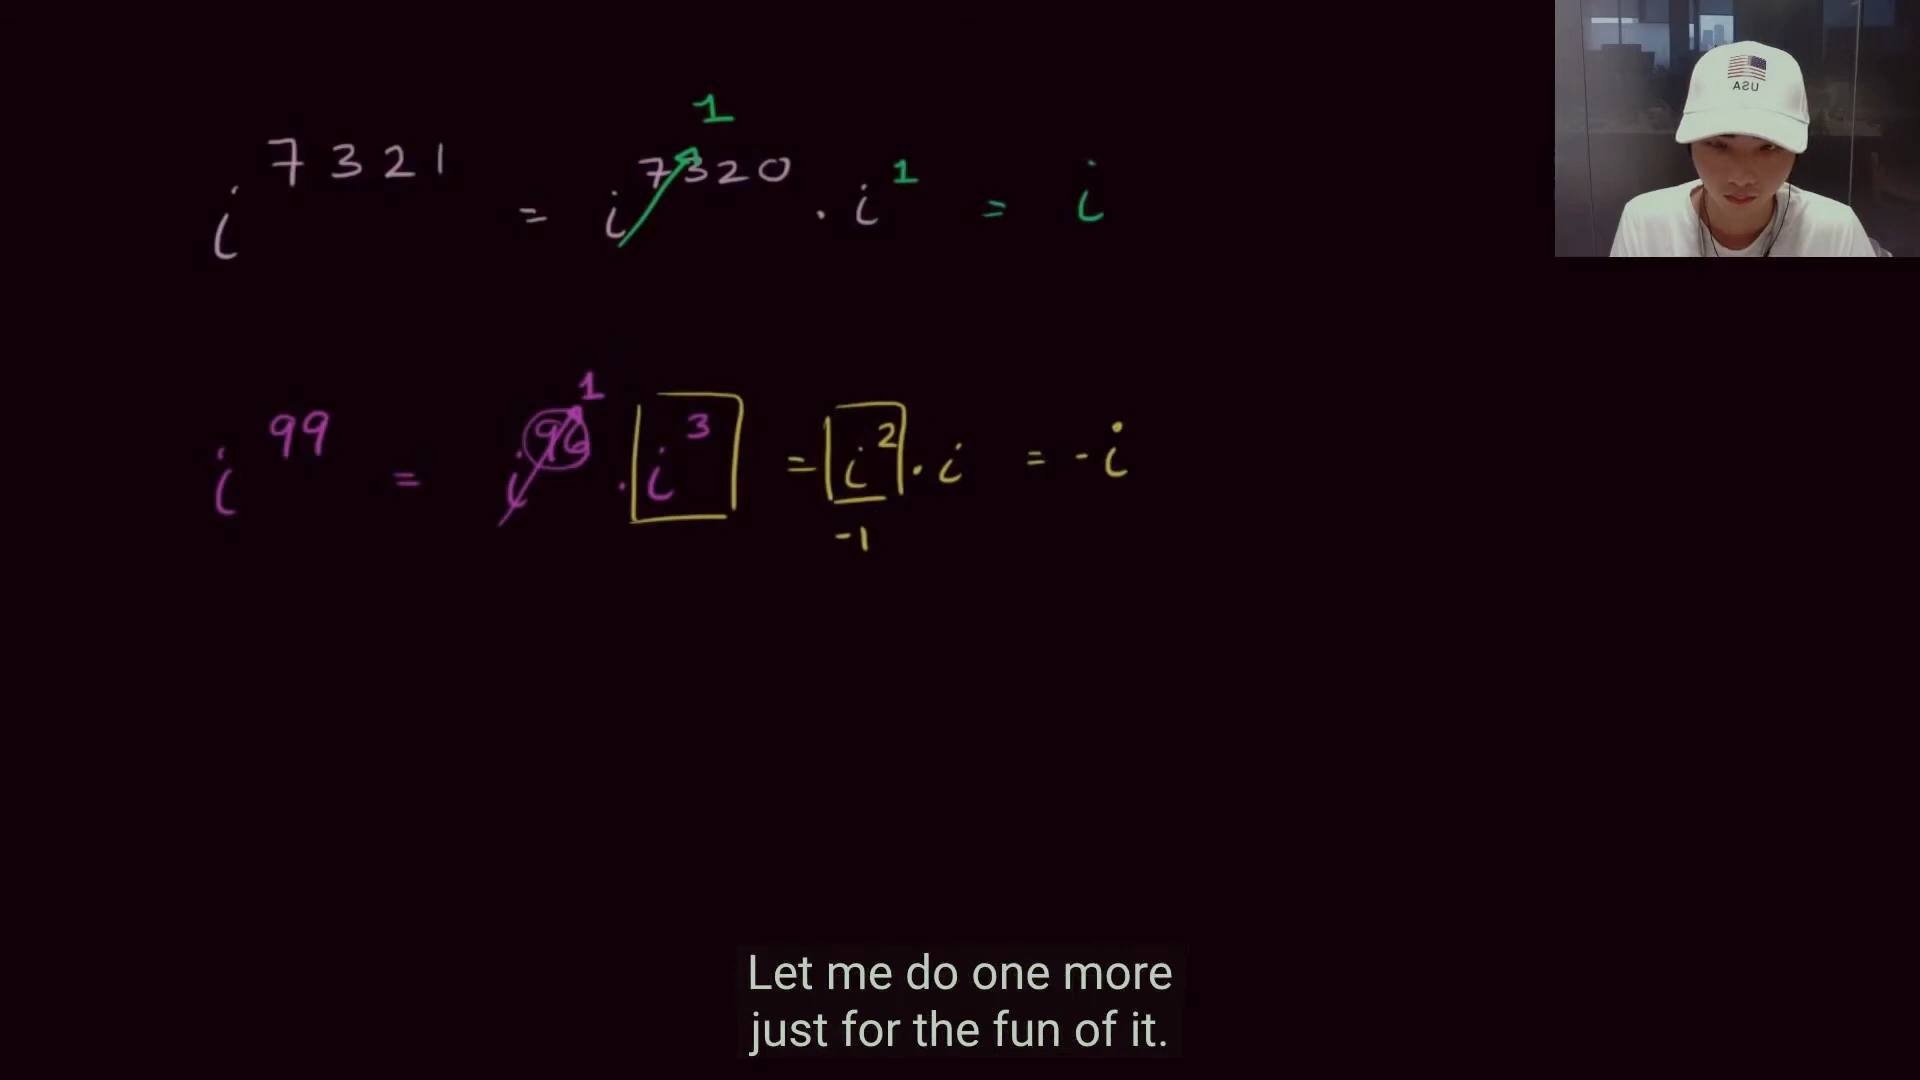 USA
1
i^7321 = i^7320 · i^1 = i
1
i^99 = i^96 · i^3 = i^2 · i = -i
-1
Let me do one more
just for the fun of it.